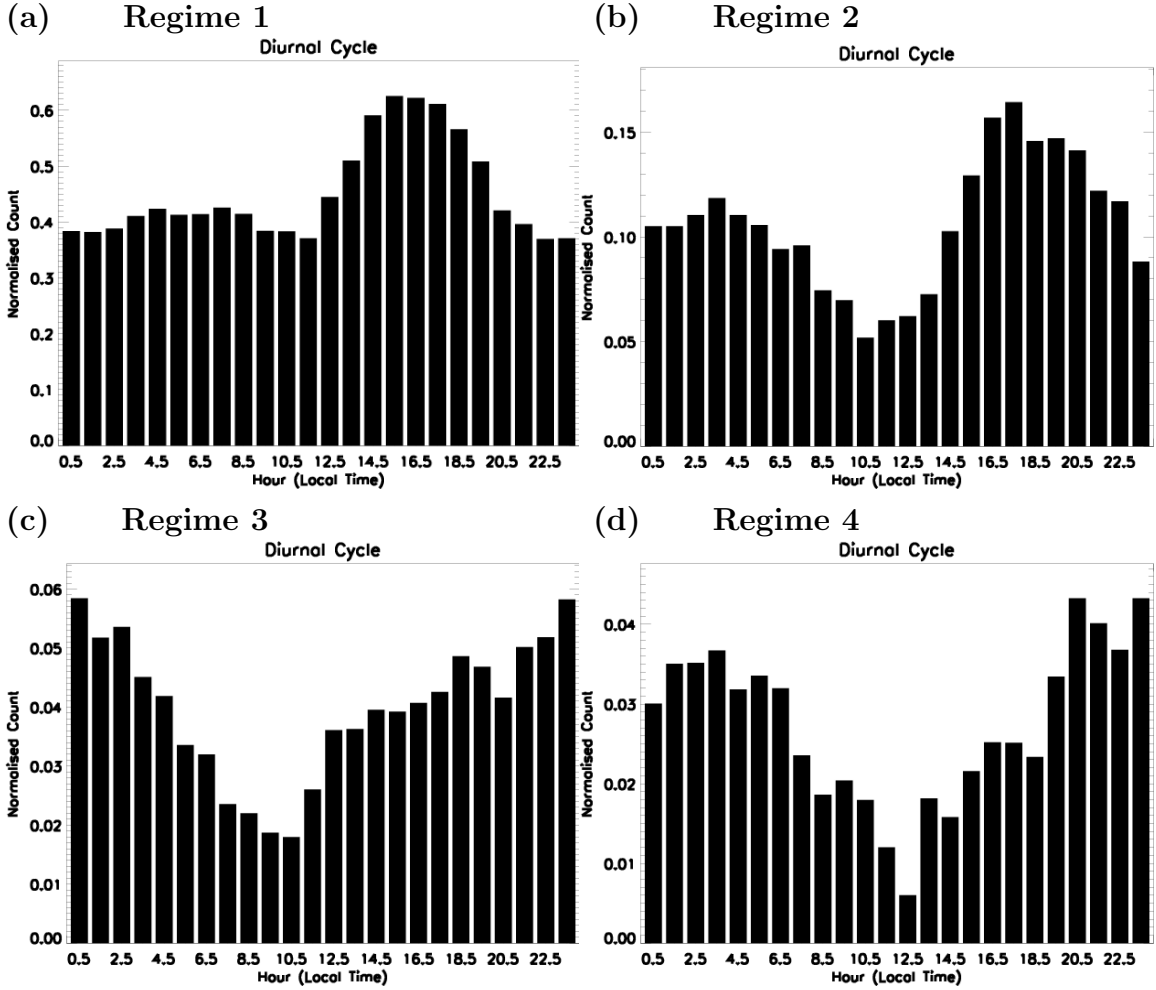 (a) Regime 1
Diurnal Cycle
Normalised Count
0.6
0.5
0.4
0.3
0.2
0.1
0.0
0.5 2.5 4.5 6.5 8.5 10.5 12.5 14.5 16.5 18.5 20.5 22.5
Hour (Local Time)
(b) Regime 2
Diurnal Cycle
Normalised Count
0.15
0.10
0.05
0.00
0.5 2.5 4.5 6.5 8.5 10.5 12.5 14.5 16.5 18.5 20.5 22.5
Hour (Local Time)
(c) Regime 3
Diurnal Cycle
Normalised Count
0.06
0.05
0.04
0.03
0.02
0.01
0.00
0.5 2.5 4.5 6.5 8.5 10.5 12.5 14.5 16.5 18.5 20.5 22.5
Hour (Local Time)
(d) Regime 4
Diurnal Cycle
Normalised Count
0.04
0.03
0.02
0.01
0.00
0.5 2.5 4.5 6.5 8.5 10.5 12.5 14.5 16.5 18.5 20.5 22.5
Hour (Local Time)